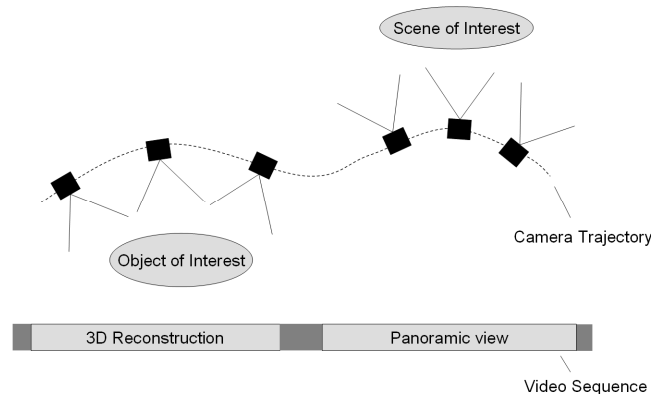 Scene of Interest
Camera Trajectory
Object of Interest
3D Reconstruction
Panoramic view
Video Sequence